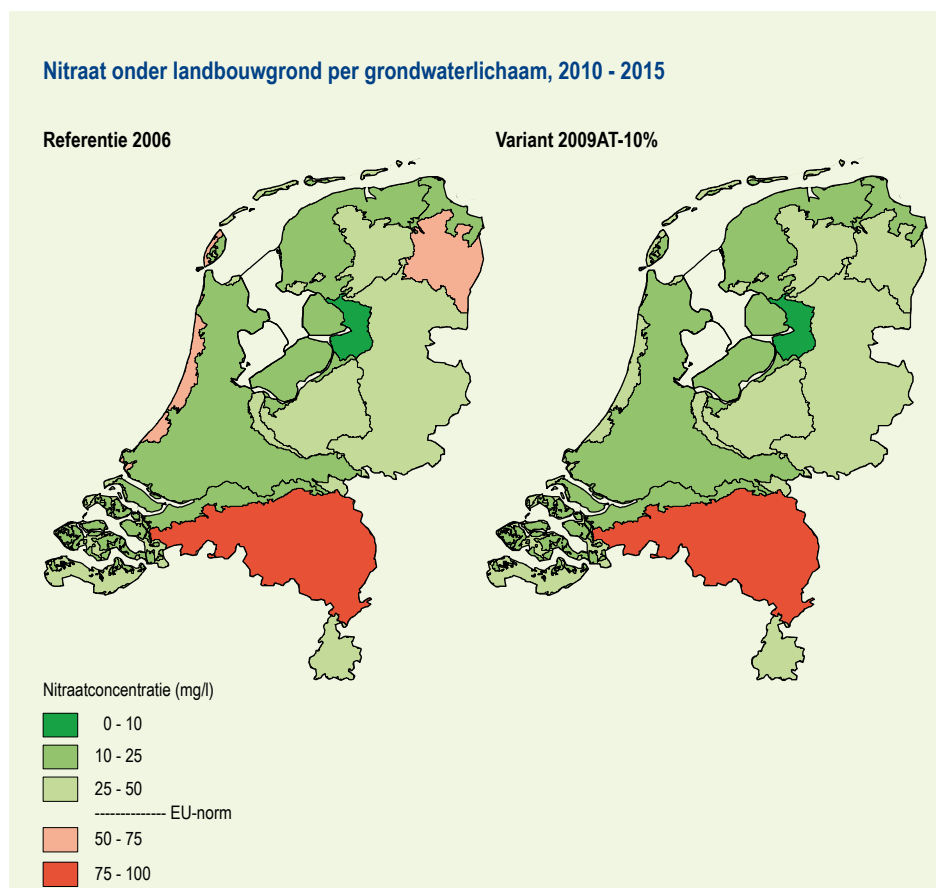 Nitraat onder landbouwgrond per grondwaterlichaam, 2010 - 2015
Referentie 2006
Variant 2009AT-10%
Nitraatconcentratie (mg/l)
0 - 10
10 - 25
25 - 50
-------------- EU-norm
50 - 75
75 - 100